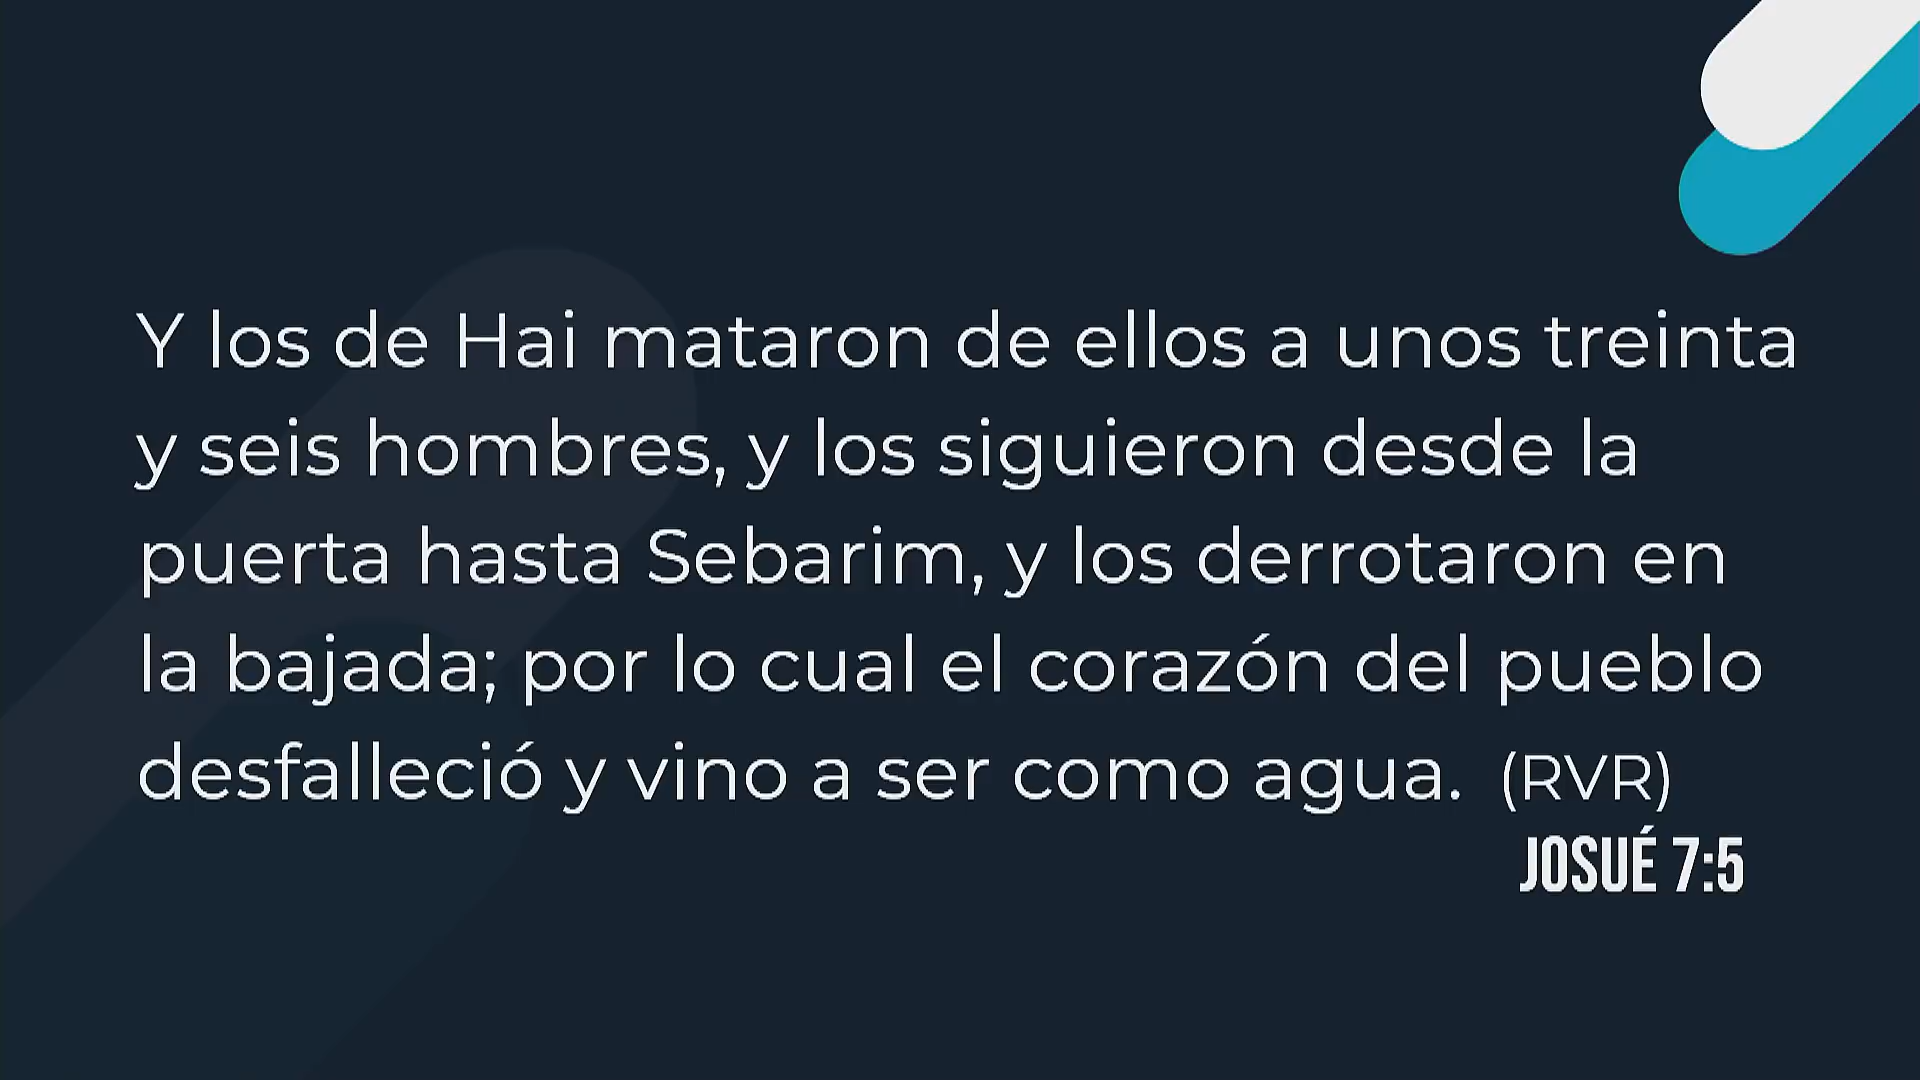 Y los de Hai mataron de ellos a unos treinta
y seis hombres, y los siguieron desde la
puerta hasta Sebarim, y los derrotaron en
la bajada; por lo cual el corazón del pueblo
desfalleció y vino a ser como agua. (RVR)
JOSUÉ 7:5